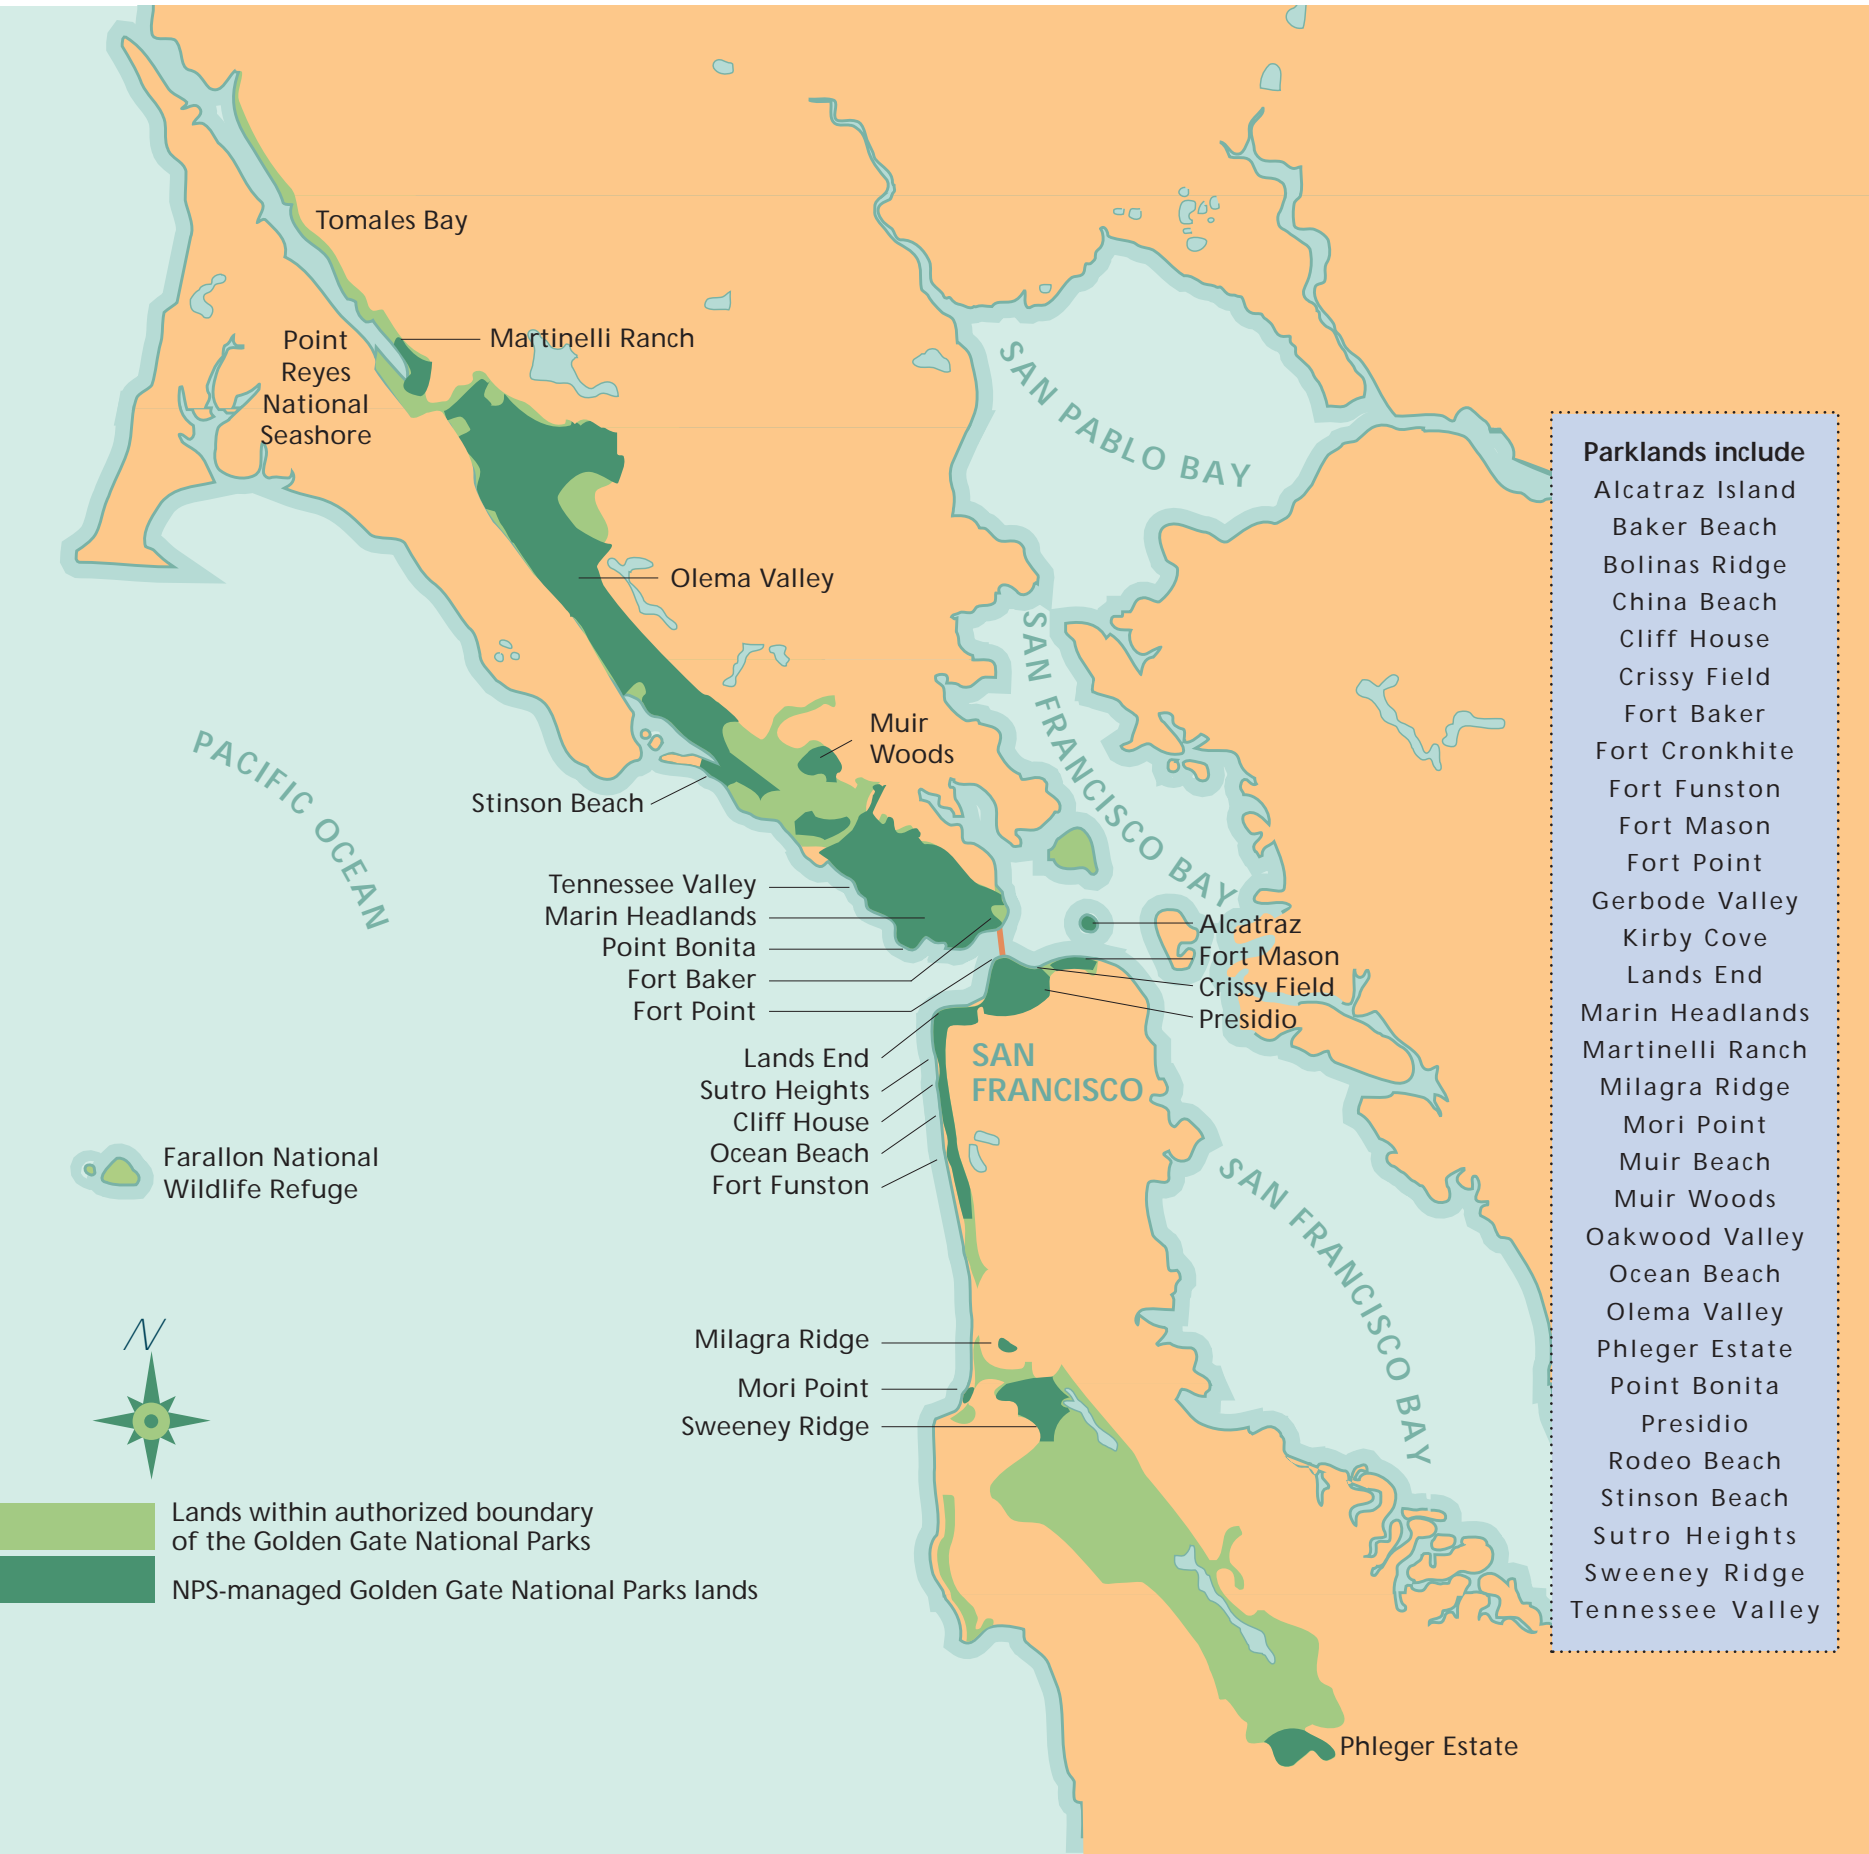 Tomales Bay
Point
Reyes
National
Seashore
Martinelli Ranch
SAN PABLO BAY
Olema Valley
SAN FRANCISCO BAY
Muir
Woods
Stinson Beach
PACIFIC OCEAN
Tennessee Valley
Marin Headlands
Point Bonita
Fort Baker
Fort Point
Alcatraz
Fort Mason
Crissy Field
Presidio
Lands End
Sutro Heights
Cliff House
Ocean Beach
Fort Funston
SAN
FRANCISCO
SAN FRANCISCO BAY
Farallon National
Wildlife Refuge
Milagra Ridge
Mori Point
Sweeney Ridge
Phleger Estate
N
Lands within authorized boundary
of the Golden Gate National Parks
NPS-managed Golden Gate National Parks lands
Parklands include
Alcatraz Island
Baker Beach
Bolinas Ridge
China Beach
Cliff House
Crissy Field
Fort Baker
Fort Cronkhite
Fort Funston
Fort Mason
Fort Point
Gerbode Valley
Kirby Cove
Lands End
Marin Headlands
Martinelli Ranch
Milagra Ridge
Mori Point
Muir Beach
Muir Woods
Oakwood Valley
Ocean Beach
Olema Valley
Phleger Estate
Point Bonita
Presidio
Rodeo Beach
Stinson Beach
Sutro Heights
Sweeney Ridge
Tennessee Valley